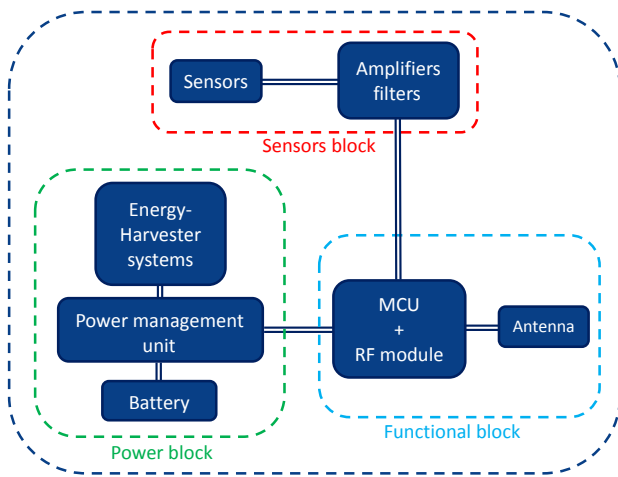 Sensors
Amplifiers
filters
Sensors block
Energy-
Harvester
systems
Power management
unit
Battery
Power block
MCU
+
RF module
Antenna
Functional block